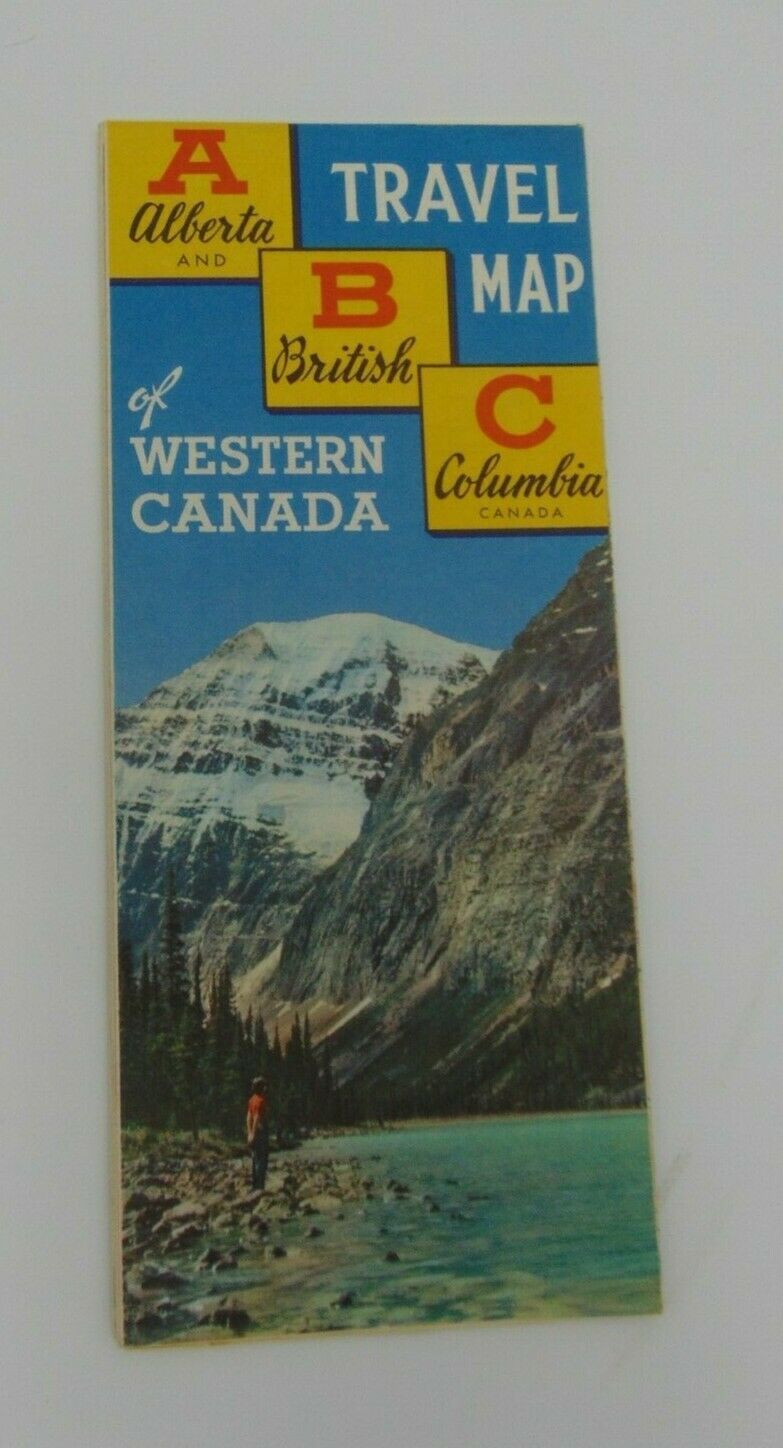 A
Alberta
AND
TRAVEL
MAP
B
British
C
Columbia
CANADA
of
WESTERN
CANADA